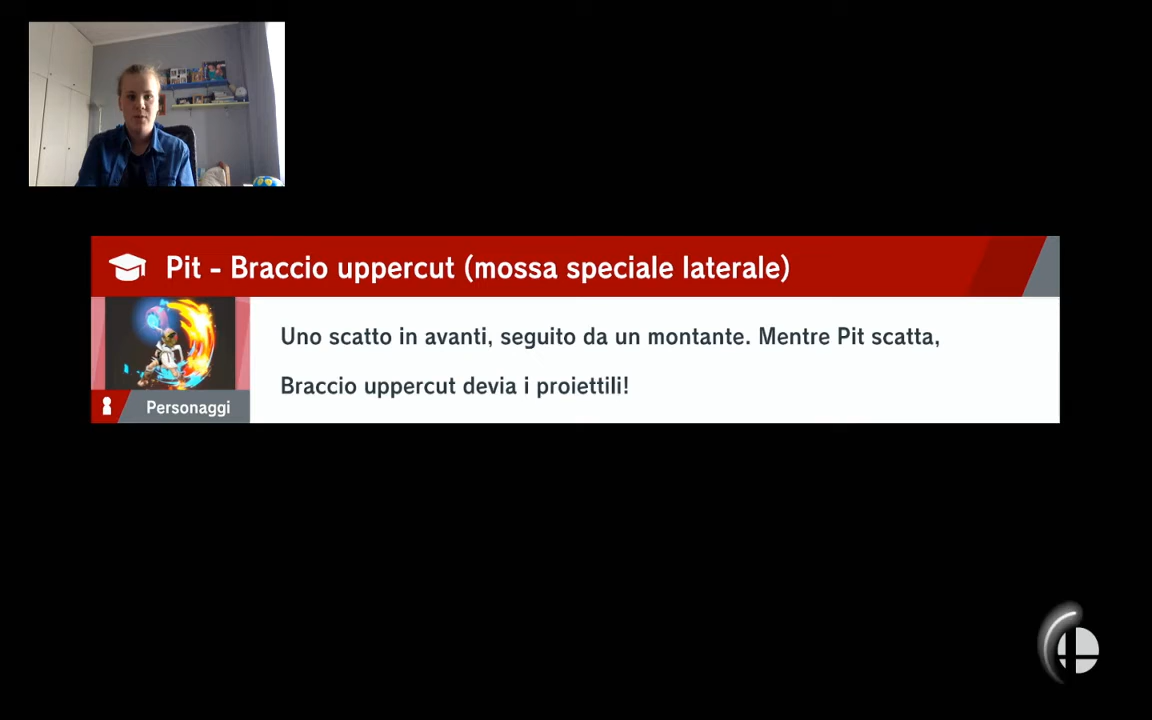 Pit - Braccio uppercut (mossa speciale laterale)
Uno scatto in avanti, seguito da un montante. Mentre Pit scatta,
Braccio uppercut devia i proiettili!
Personaggi